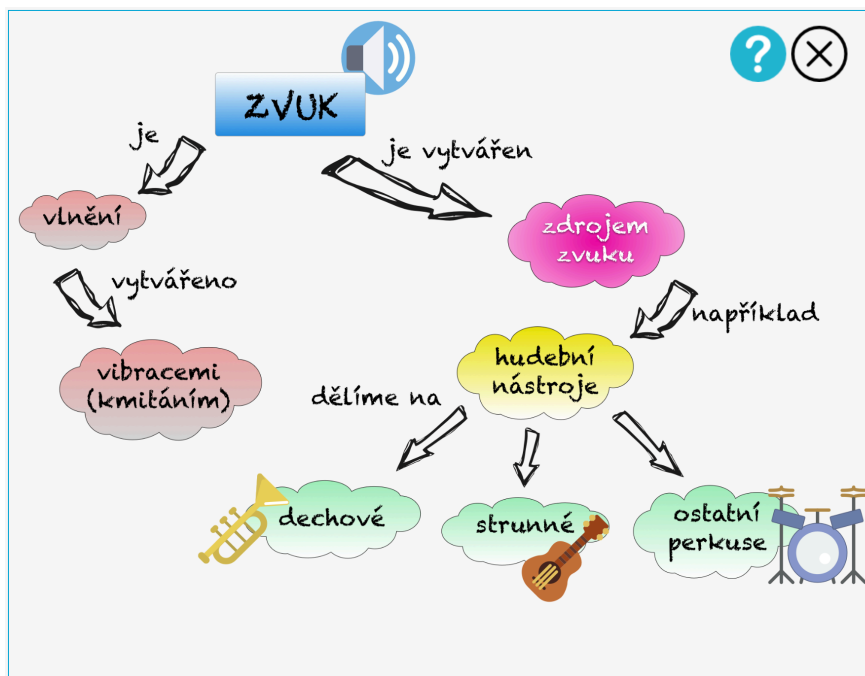 ZVUK
je
je vytvářen
vlnění
zdrojem
zvuku
vytvářeno
například
vibracemi
(kmitáním)
hudební
nástroje
dělíme na
dechové
strunné
ostatní
perkuse
?